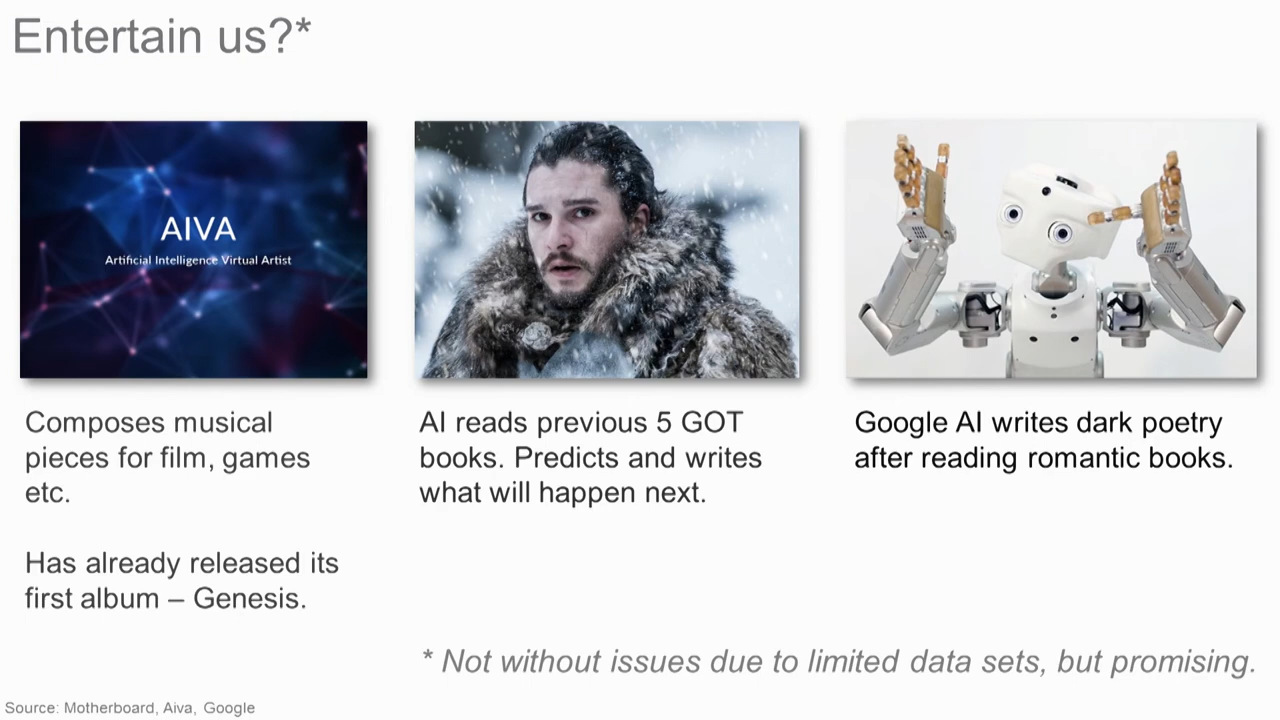 Entertain us?*
AIVA
Artificial Intelligence Virtual Artist
Composes musical
pieces for film, games
etc.
Has already released its
first album – Genesis.
AI reads previous 5 GOT
books. Predicts and writes
what will happen next.
Google AI writes dark poetry
after reading romantic books.
* Not without issues due to limited data sets, but promising.
Source: Motherboard, Aiva, Google